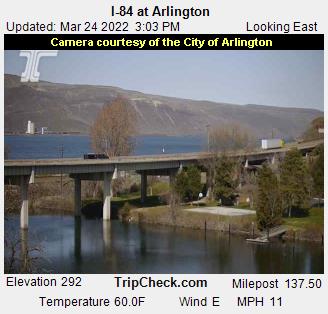 I-84 at Arlington
Updated: Mar 24 2022 3:03 PM Looking East
Camera courtesy of the City of Arlington
Elevation 292 TripCheck.com Milepost 137.50
Temperature 60.0F Wind E MPH 11